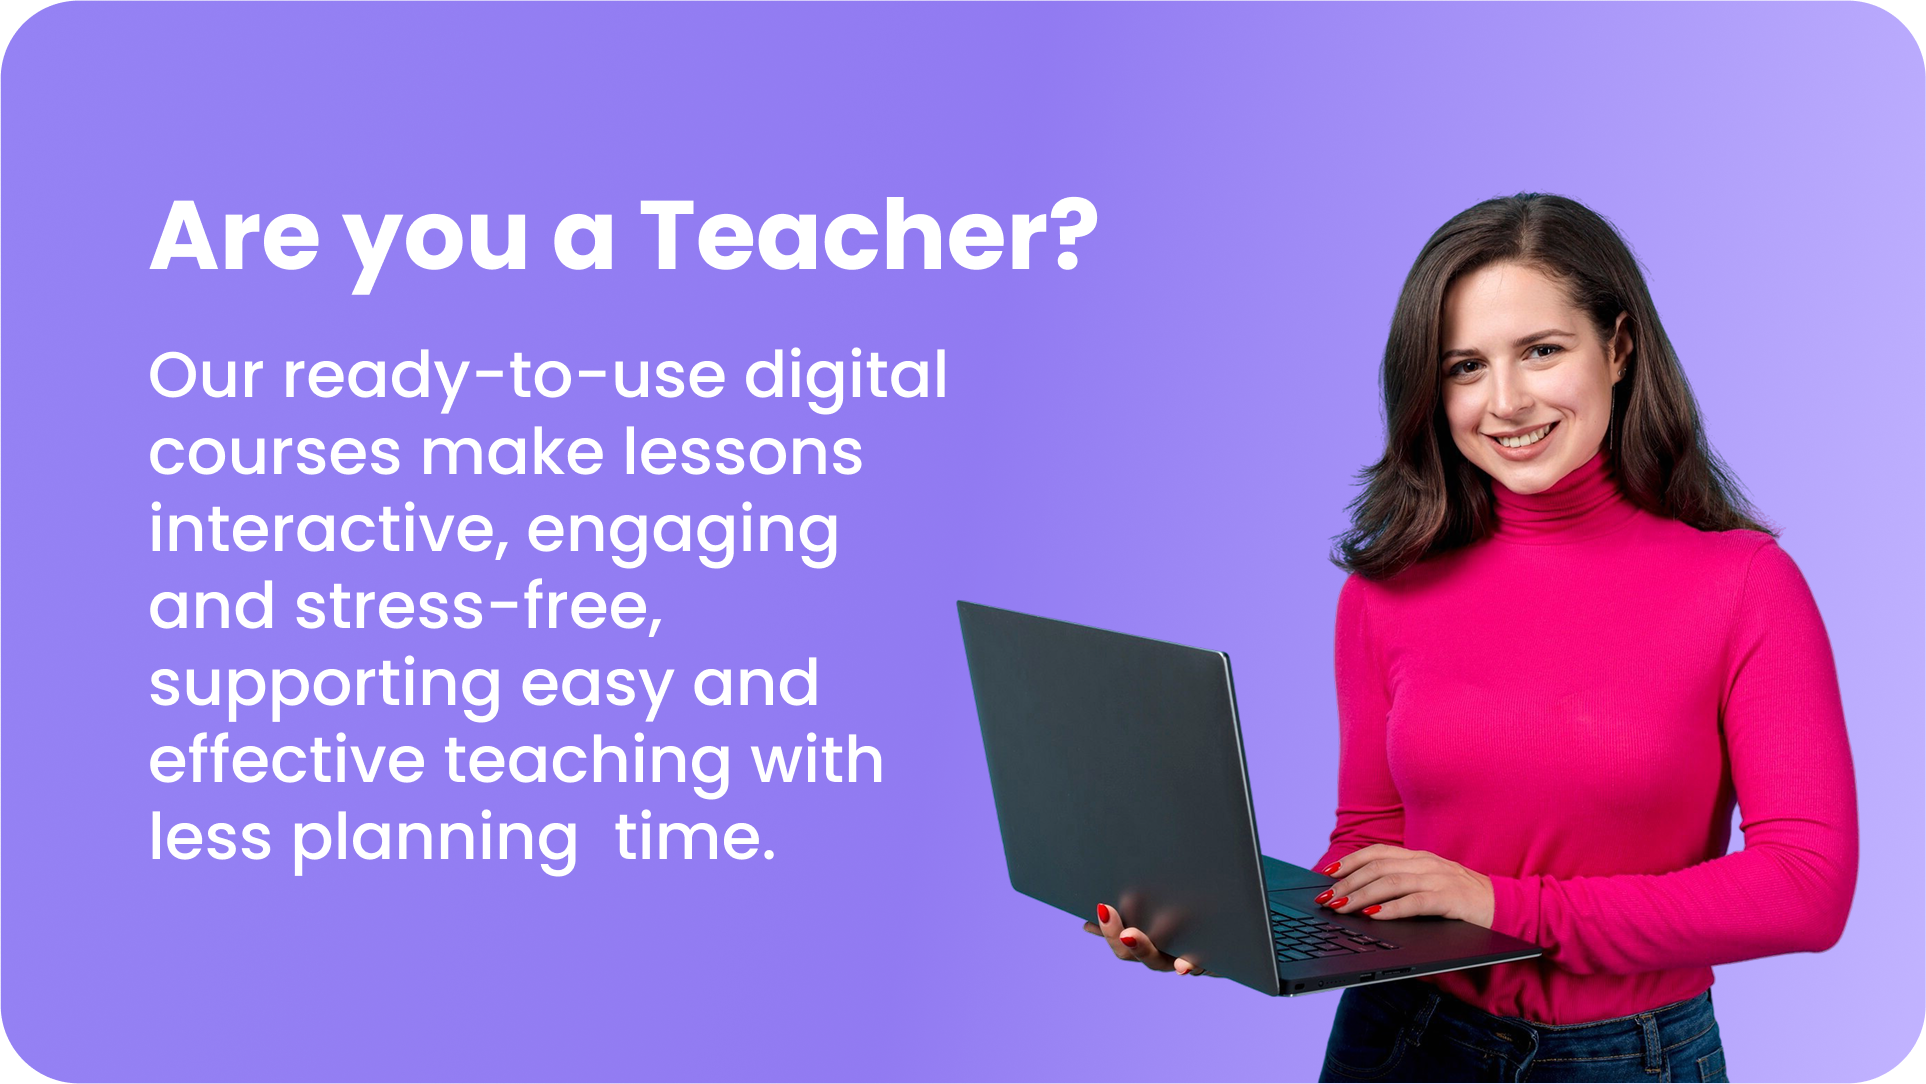 Are you a Teacher?
Our ready-to-use digital
courses make lessons
interactive, engaging
and stress-free,
supporting easy and
effective teaching with
less planning  time.